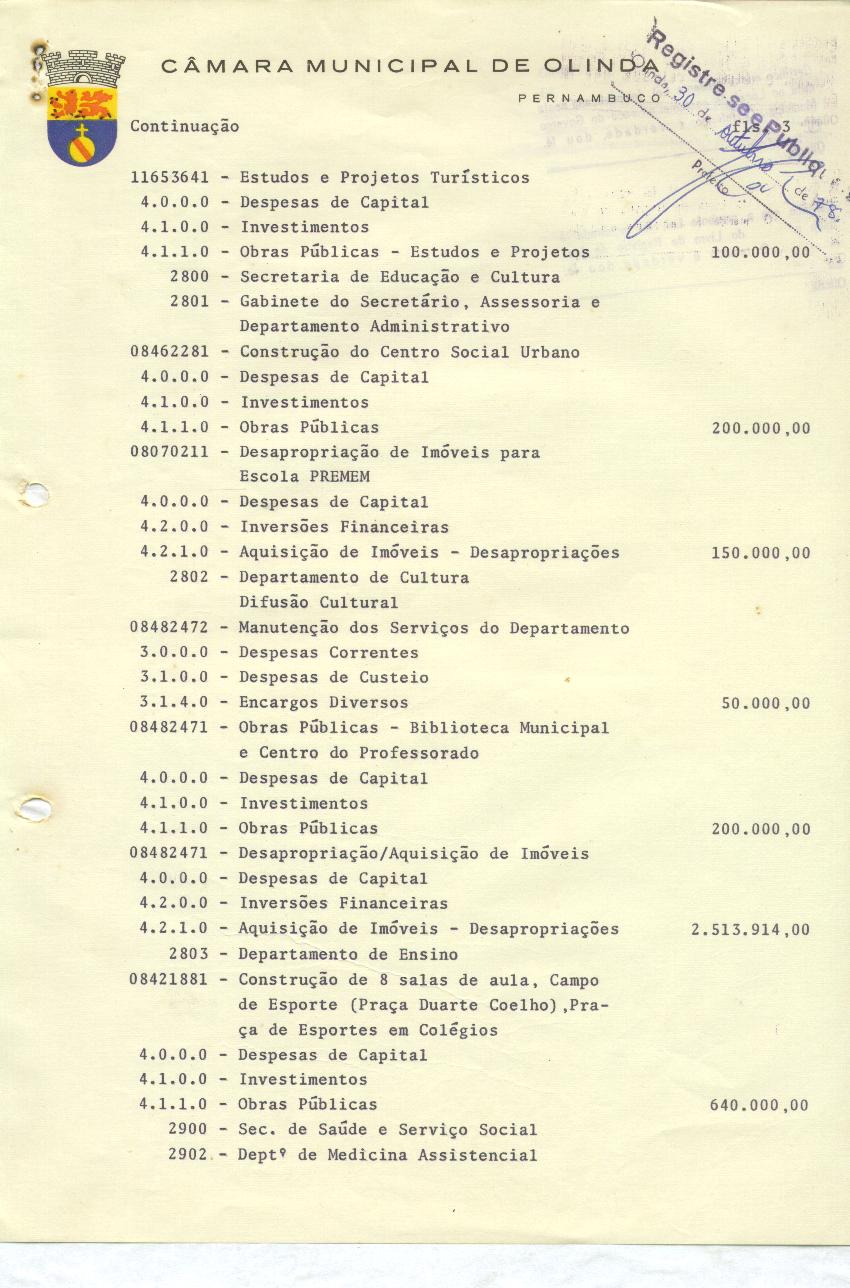 CÂMARA MUNICIPAL DE OLINDA
PERNAMBUCO
Registre se e Publiq
Olinda, 30 de Outubro de 78.
Prefeito
Continuação fls. 3
11653641 - Estudos e Projetos Turísticos
4.0.0.0 - Despesas de Capital
4.1.0.0 - Investimentos
4.1.1.0 - Obras Públicas - Estudos e Projetos 100.000,00
2800 - Secretaria de Educação e Cultura
2801 - Gabinete do Secretário, Assessoria e
Departamento Administrativo
08462281 - Construção do Centro Social Urbano
4.0.0.0 - Despesas de Capital
4.1.0.0 - Investimentos
4.1.1.0 - Obras Públicas 200.000,00
08070211 - Desapropriação de Imóveis para
Escola PREMEM
4.0.0.0 - Despesas de Capital
4.2.0.0 - Inversões Financeiras
4.2.1.0 - Aquisição de Imóveis - Desapropriações 150.000,00
2802 - Departamento de Cultura
Difusão Cultural
08482472 - Manutenção dos Serviços do Departamento
3.0.0.0 - Despesas Correntes
3.1.0.0 - Despesas de Custeio
3.1.4.0 - Encargos Diversos 50.000,00
08482471 - Obras Públicas - Biblioteca Municipal
e Centro do Professorado
4.0.0.0 - Despesas de Capital
4.1.0.0 - Investimentos
4.1.1.0 - Obras Públicas 200.000,00
08482471 - Desapropriação/Aquisição de Imóveis
4.0.0.0 - Despesas de Capital
4.2.0.0 - Inversões Financeiras
4.2.1.0 - Aquisição de Imóveis - Desapropriações 2.513.914,00
2803 - Departamento de Ensino
08421881 - Construção de 8 salas de aula, Campo
de Esporte (Praça Duarte Coelho),Pra-
ça de Esportes em Colégios
4.0.0.0 - Despesas de Capital
4.1.0.0 - Investimentos
4.1.1.0 - Obras Públicas 640.000,00
2900 - Sec. de Saúde e Serviço Social
2902 - Deptº de Medicina Assistencial